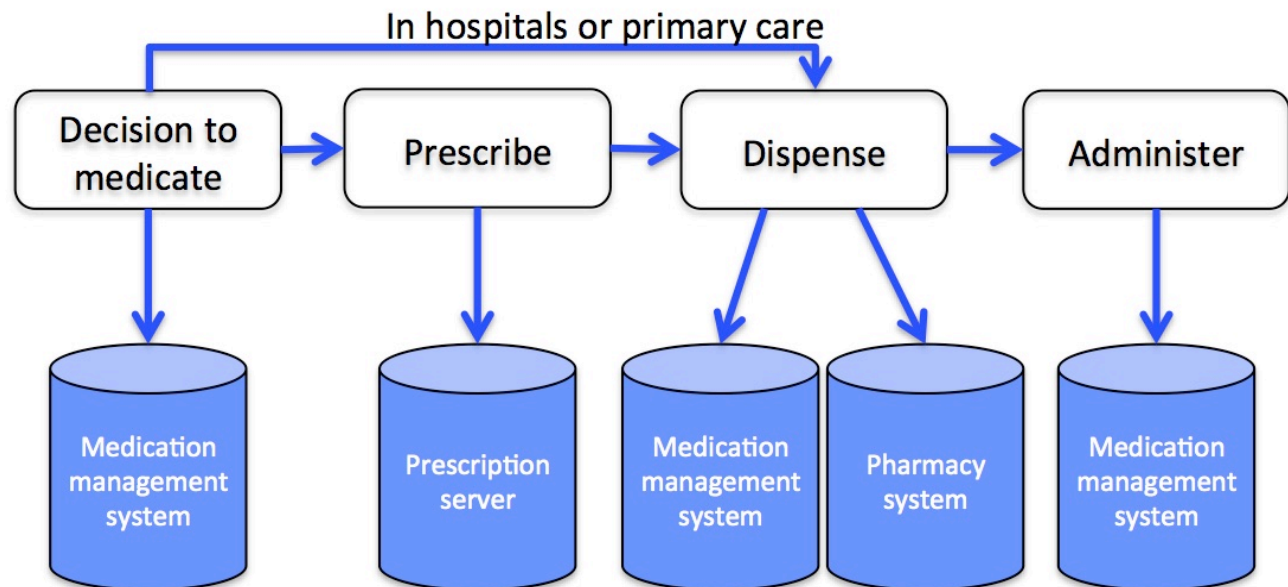 In hospitals or primary care
Decision to
medicate
Prescribe
Dispense
Administer
Medication
management
system
Prescription
server
Medication
management
system
Pharmacy
system
Medication
management
system